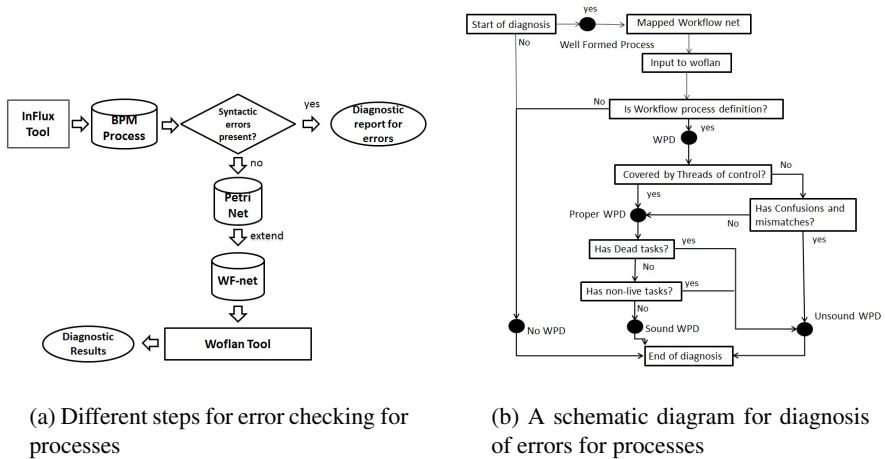 InFlux
Tool
BPM
Process
Syntactic
errors
present?
yes
Diagnostic
report for
errors
no
Petri
Net
extend
WF-net
Woflan Tool
Diagnostic
Results
(a) Different steps for error checking for
processes
Start of diagnosis
yes
Mapped Workflow net
No
Well Formed Process
Input to woflan
No
Is Workflow process definition?
yes
WPD
Covered by Threads of control?
No
yes
Has Confusions and
mismatches?
Proper WPD
No
yes
Has Dead tasks?
yes
No
Has non-live tasks?
yes
No
No WPD
Sound WPD
Unsound WPD
End of diagnosis
(b) A schematic diagram for diagnosis
of errors for processes